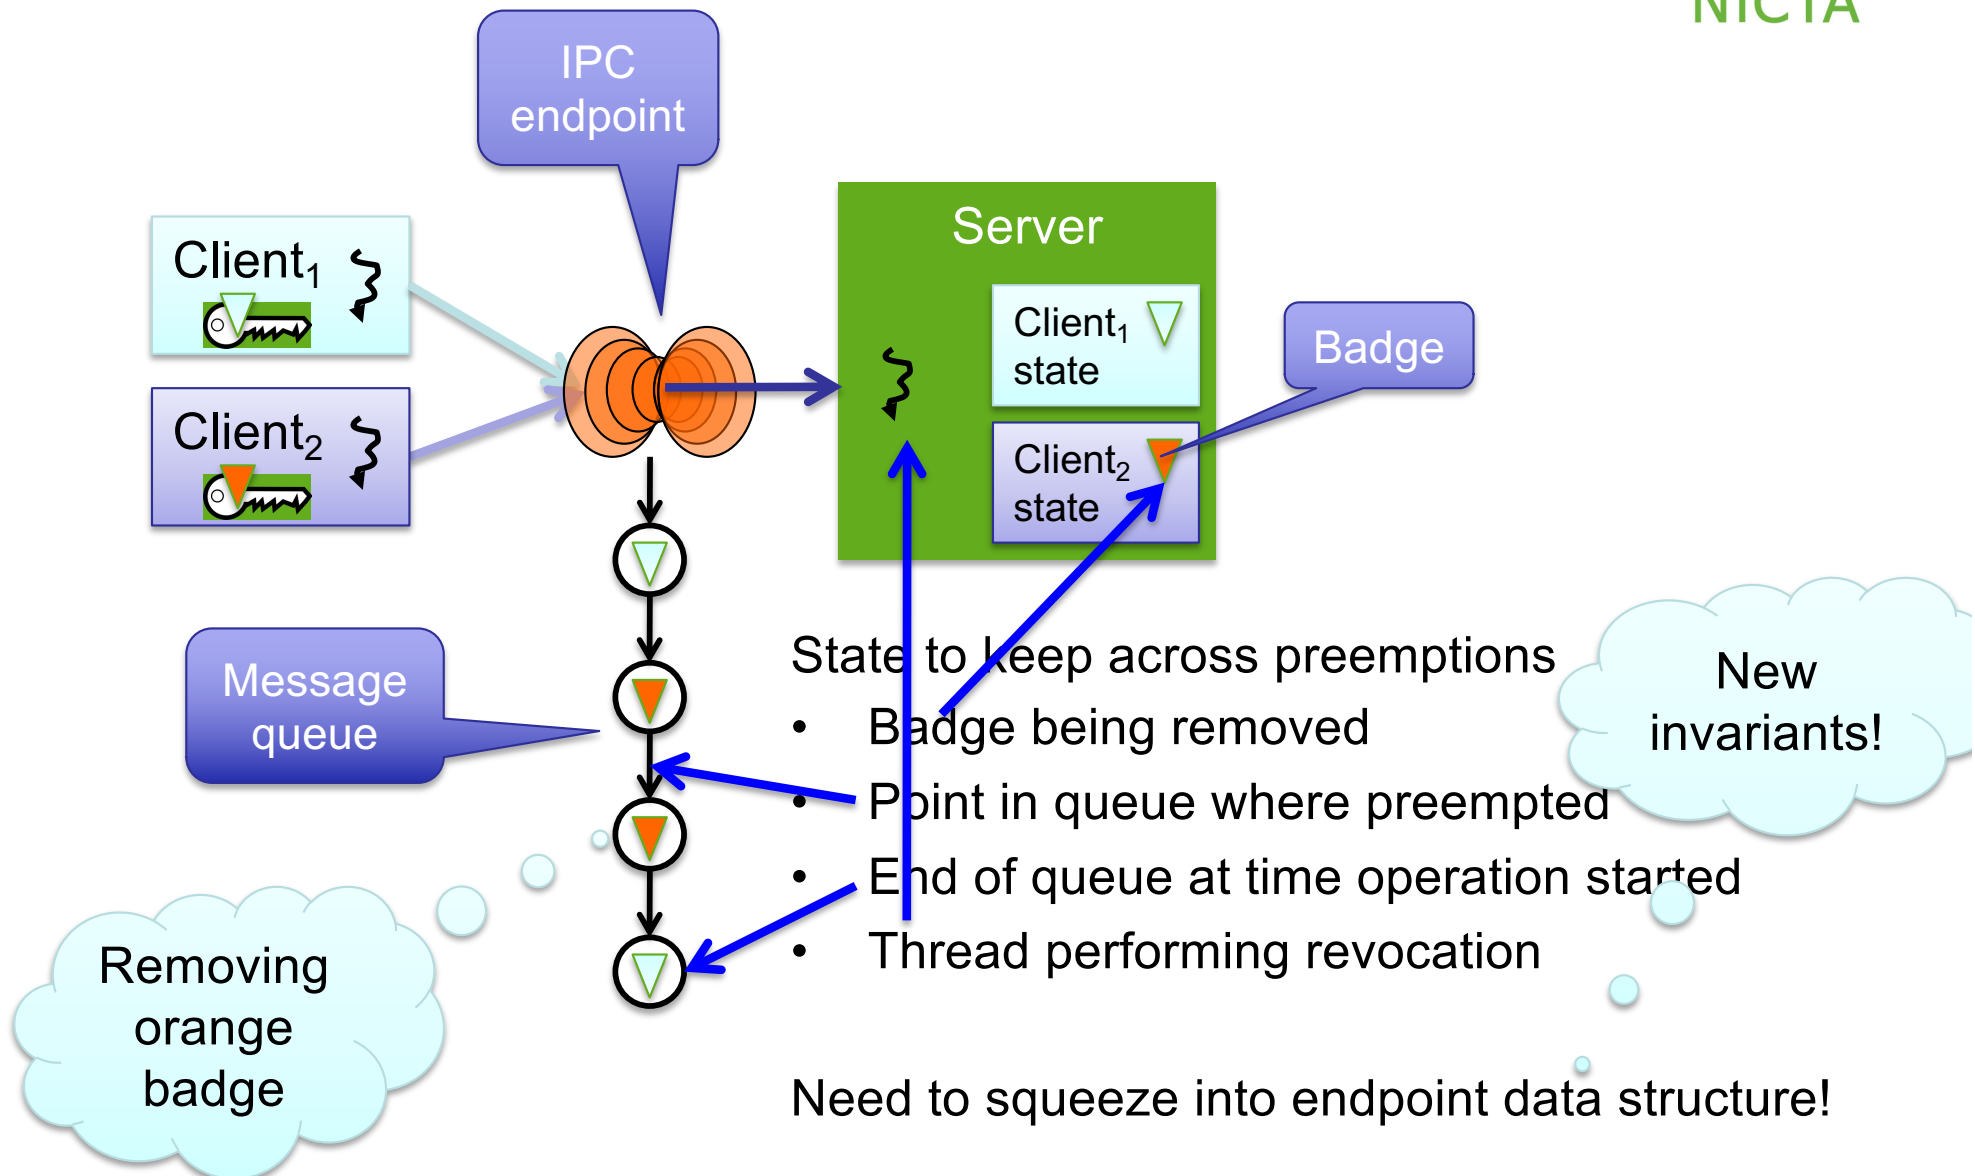 NICTA
IPC
endpoint
Server
Client1
Client1
state
Badge
Client2
Client2
state
Message
queue
State to keep across preemptions
• Badge being removed
• Point in queue where preempted
• End of queue at time operation started
• Thread performing revocation
New
invariants!
Removing
orange
badge
Need to squeeze into endpoint data structure!